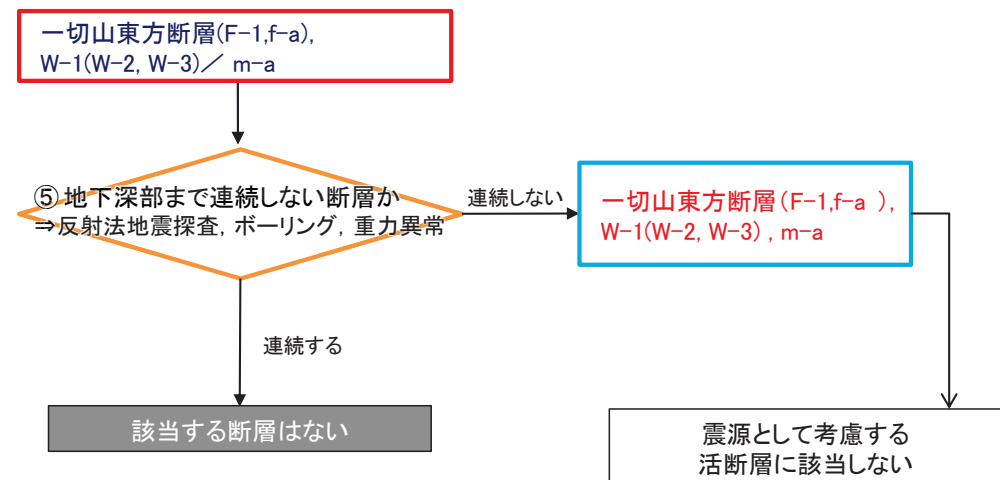 一切山東方断層(F-1,f-a),
W-1(W-2, W-3)／ m-a
⑤地下深部まで連続しない断層か
⇒反射法地震探査, ボーリング, 重力異常
連続しない
一切山東方断層(F-1,f-a ),
W-1(W-2, W-3) , m-a
連続する
該当する断層はない
震源として考慮する
活断層に該当しない